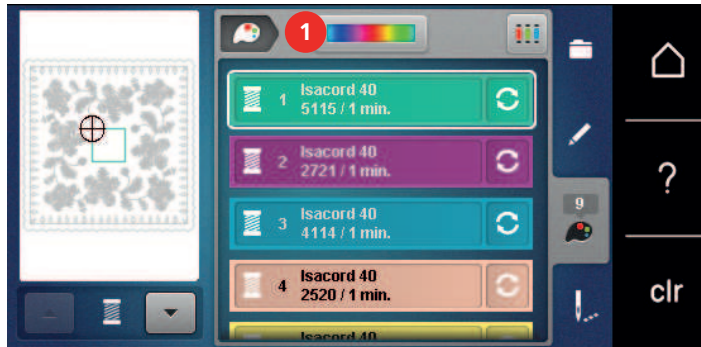 1
1 Isacord 40
5115 / 1 min.
2 Isacord 40
2721 / 1 min.
3 Isacord 40
4114 / 1 min.
4 Isacord 40
2520 / 1 min.
Isacord 40
9
?
clr